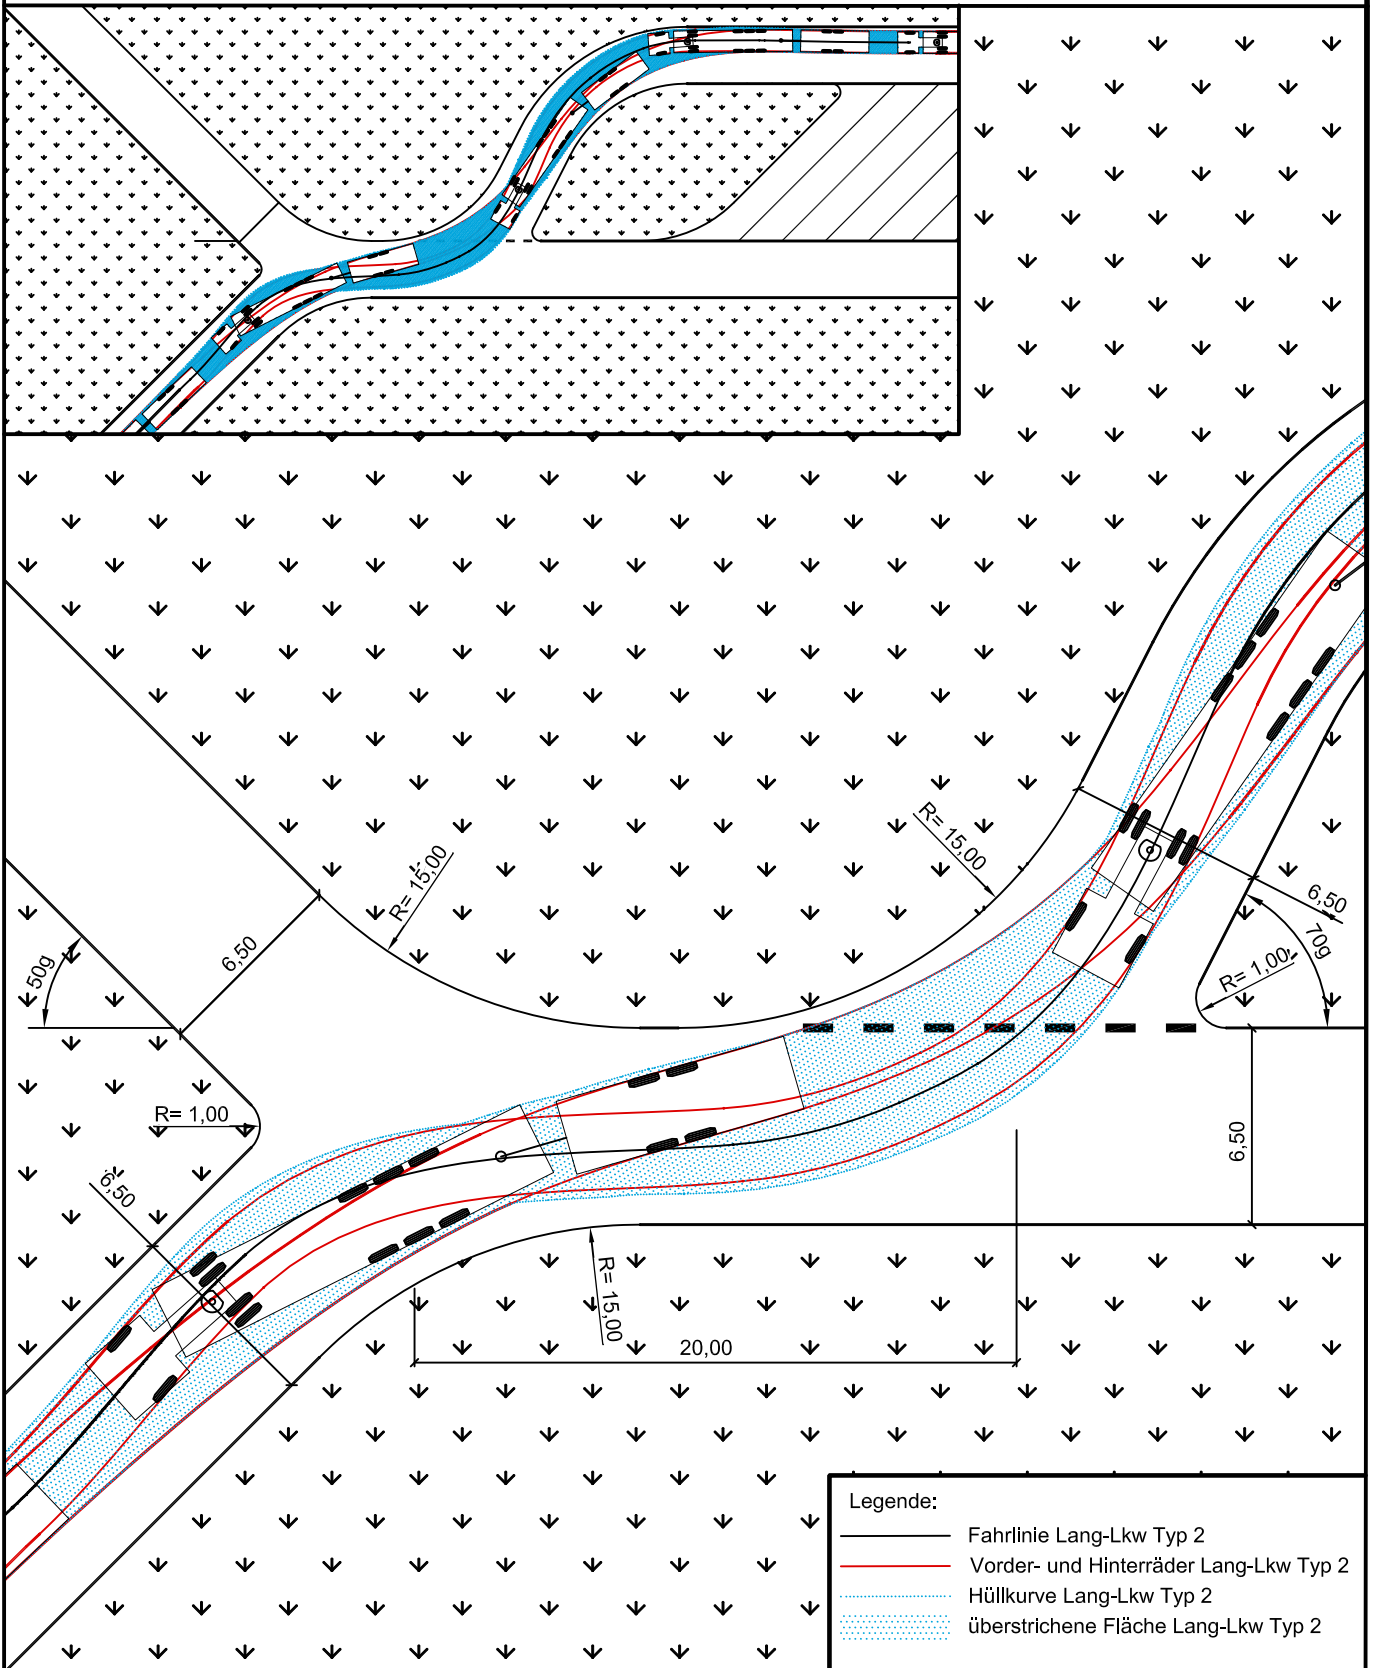 R= 15,00
R= 15,00
6,50
70g
R= 1,00
50g
6,50
R= 1,00
6,50
6,50
R= 15,00
20,00
Legende:
Fahrlinie Lang-Lkw Typ 2
Vorder- und Hinterräder Lang-Lkw Typ 2
Hüllkurve Lang-Lkw Typ 2
überstrichene Fläche Lang-Lkw Typ 2